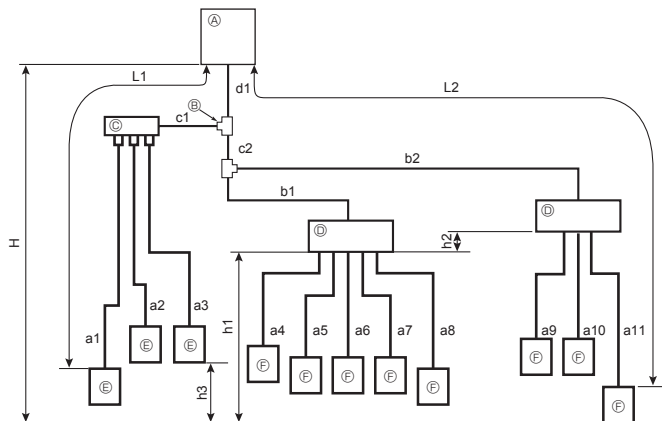 Ⓐ
L1
d1
L2
Ⓑ
Ⓒ
c1
c2
b2
b1
Ⓓ
Ⓓ
h2
H
h1
a1
a2
a3
a4
a5
a6
a7
a8
a9
a10
a11
Ⓔ
Ⓔ
Ⓔ
Ⓕ
Ⓕ
Ⓕ
Ⓕ
Ⓕ
Ⓕ
Ⓕ
Ⓕ
h3